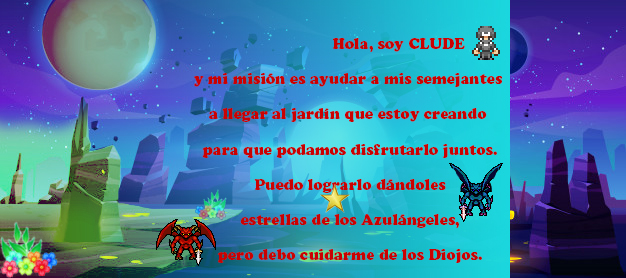 Hola, soy CLUDE
y mi misión es ayudar a mis semejantes
a llegar al jardín que estoy creando
para que podamos disfrutarlo juntos.
Puedo lograrlo dándoles
estrellas de los Azulángeles,
pero debo cuidarme de los Diojos.